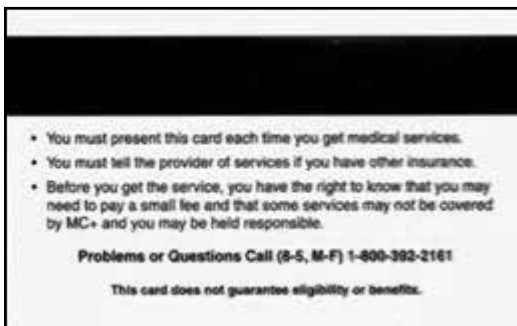 • You must present this card each time you get medical services.
• You must tell the provider of services if you have other insurance.
• Before you get the service, you have the right to know that you may
need to pay a small fee and that some services may not be covered
by MC+ and you may be held responsible.
Problems or Questions Call (8-5, M-F) 1-800-392-2161
This card does not guarantee eligibility or benefits.